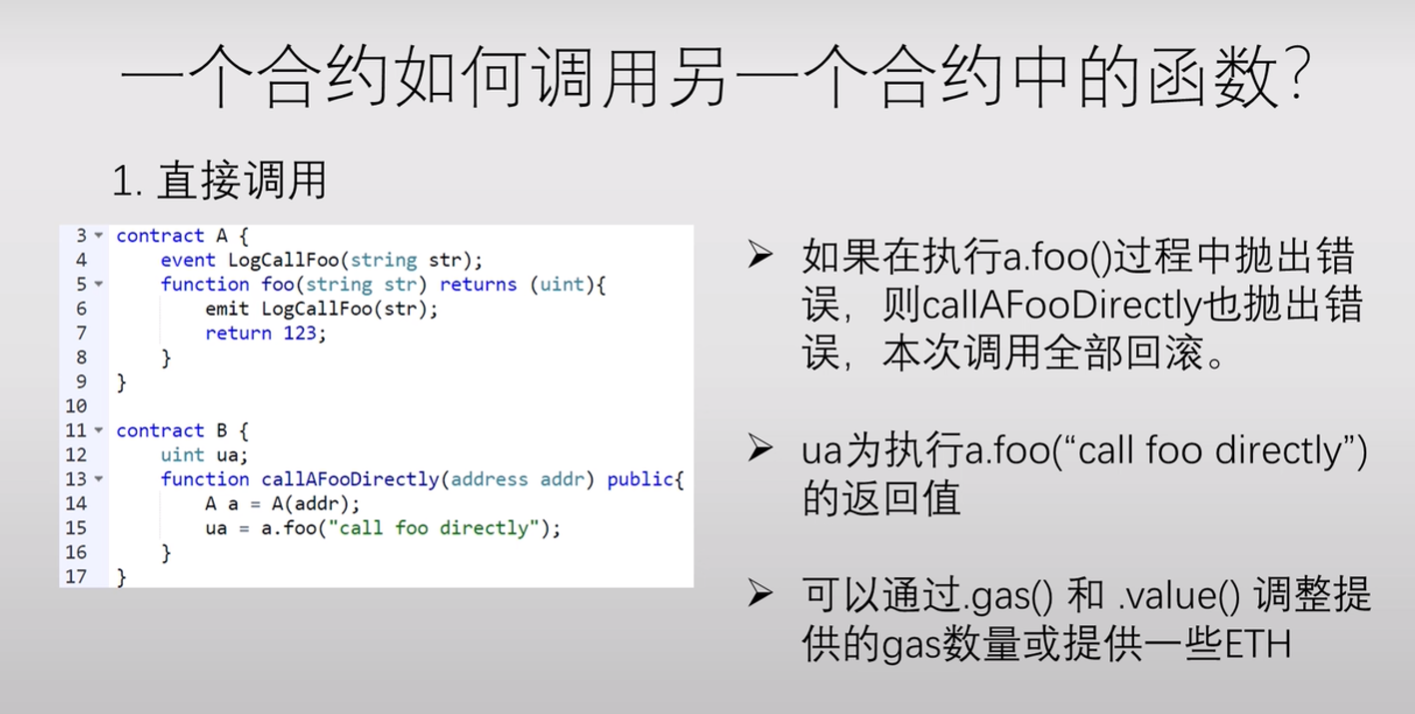 一个合约如何调用另一个合约中的函数？
1. 直接调用
3 contract A {
4     event LogCallFoo(string str);
5     function foo(string str) returns (uint){
6         emit LogCallFoo(str);
7         return 123;
8     }
9 }
10
11 contract B {
12     uint ua;
13     function callAFooDirectly(address addr) public{
14         A a = A(addr);
15         ua = a.foo("call foo directly");
16     }
17 }
➢ 如果在执行a.foo()过程中抛出错
误，则callAFooDirectly也抛出错
误，本次调用全部回滚。
➢ ua为执行a.foo(“call foo directly”)
的返回值
➢ 可以通过.gas() 和 .value() 调整提
供的gas数量或提供一些ETH